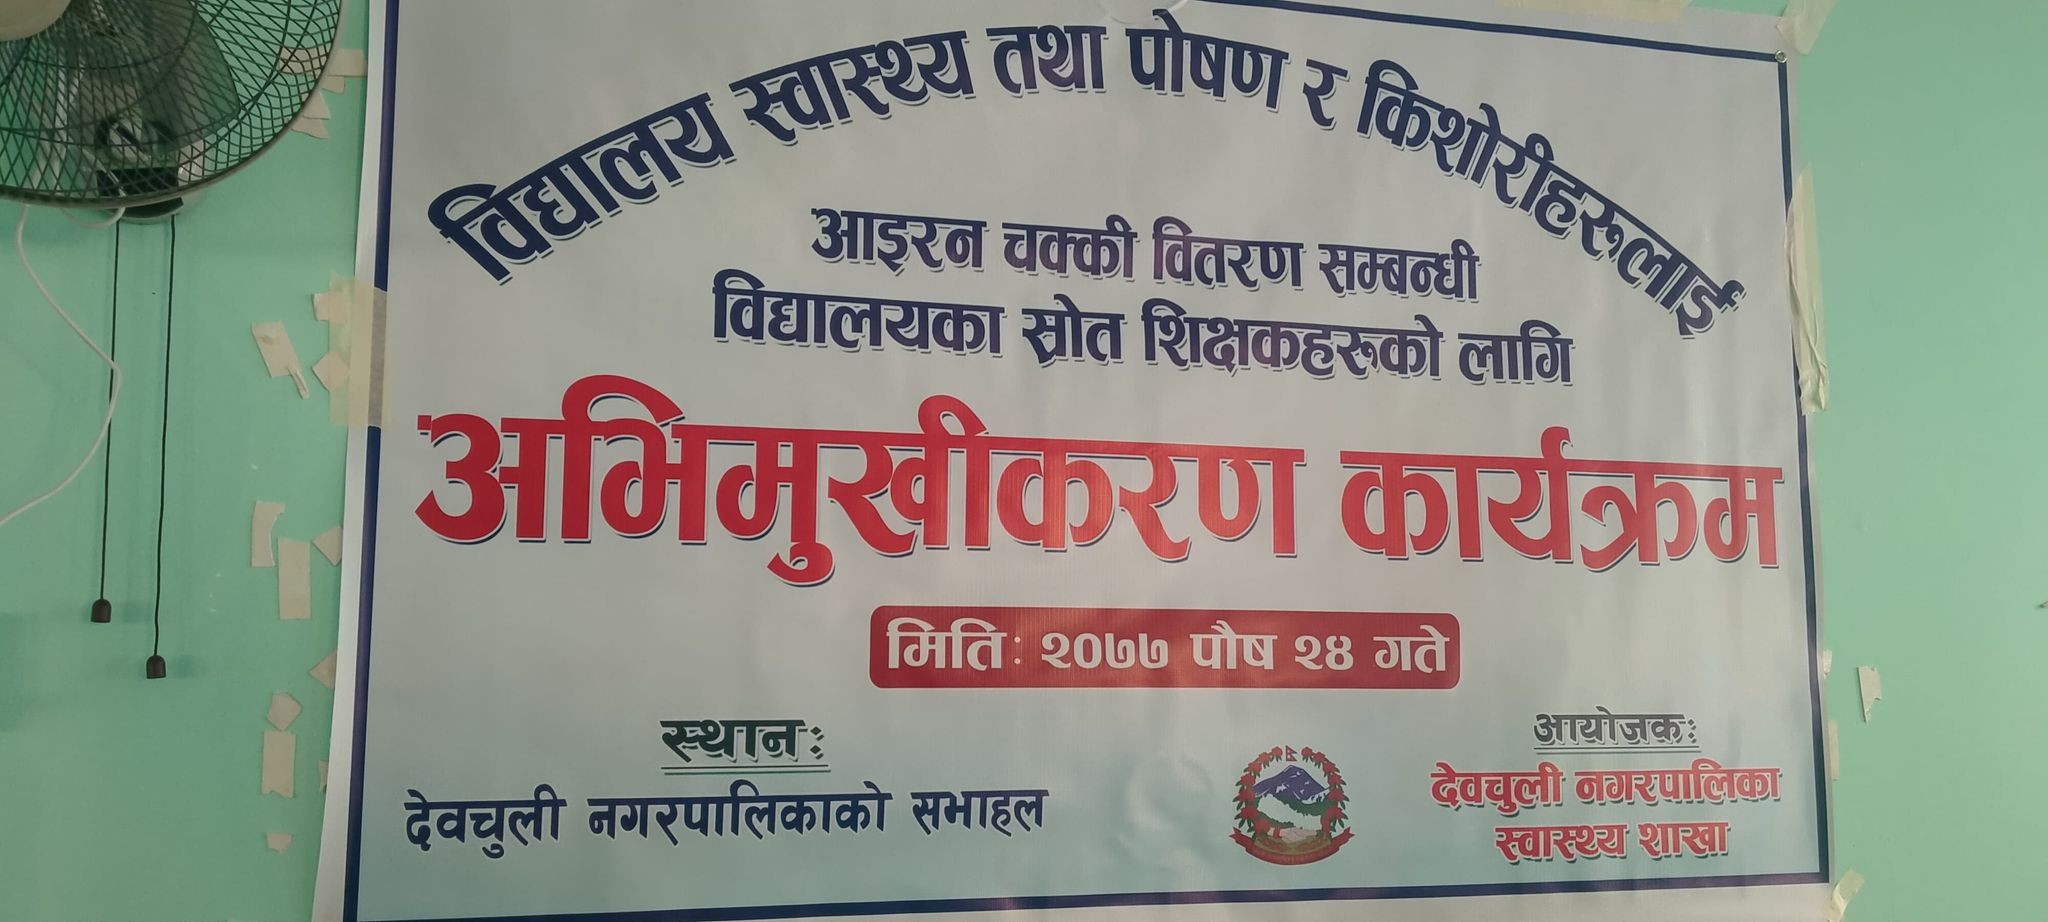 विद्यालय स्वास्थ्य तथा पोषण र किशोरीहरूलाई
आइरन चक्की वितरण सम्बन्धी
विद्यालयका स्रोत शिक्षकहरूको लागि
अभिमुखीकरण कार्यक्रम
मिति: २०७७ पौष २४ गते
स्थान:
देवचुली नगरपालिकाको सभाहल
आयोजक:
देवचुली नगरपालिका
स्वास्थ्य शाखा